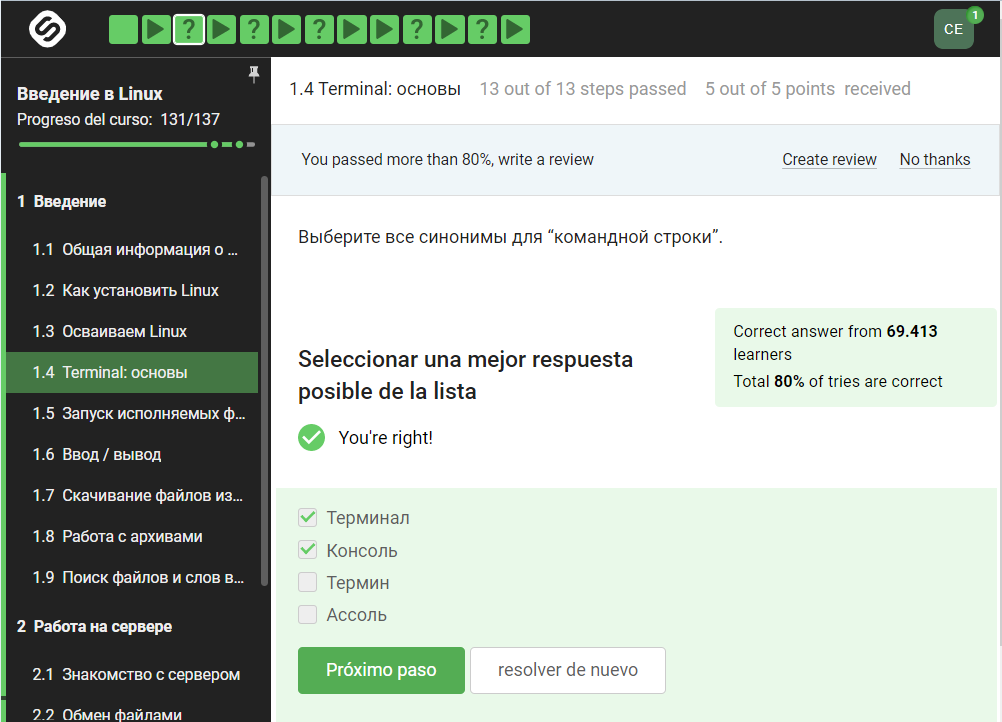 ? ? ? ?
CE
1
Введение в Linux
Progreso del curso: 131/137
1 Введение
1.1 Общая информация о ...
1.2 Как установить Linux
1.3 Осваиваем Linux
1.4 Terminal: основы
1.5 Запуск исполняемых ф...
1.6 Ввод / вывод
1.7 Скачивание файлов из...
1.8 Работа с архивами
1.9 Поиск файлов и слов в...
2 Работа на сервере
2.1 Знакомство с сервером
2.2 Обмен файлами
1.4 Terminal: основы 13 out of 13 steps passed 5 out of 5 points received
You passed more than 80%, write a review Create review No thanks
Выберите все синонимы для “командной строки”.
Correct answer from 69.413
learners
Total 80% of tries are correct
Seleccionar una mejor respuesta
posible de la lista
You're right!
Терминал
Консоль
Термин
Ассоль
Próximo paso resolver de nuevo